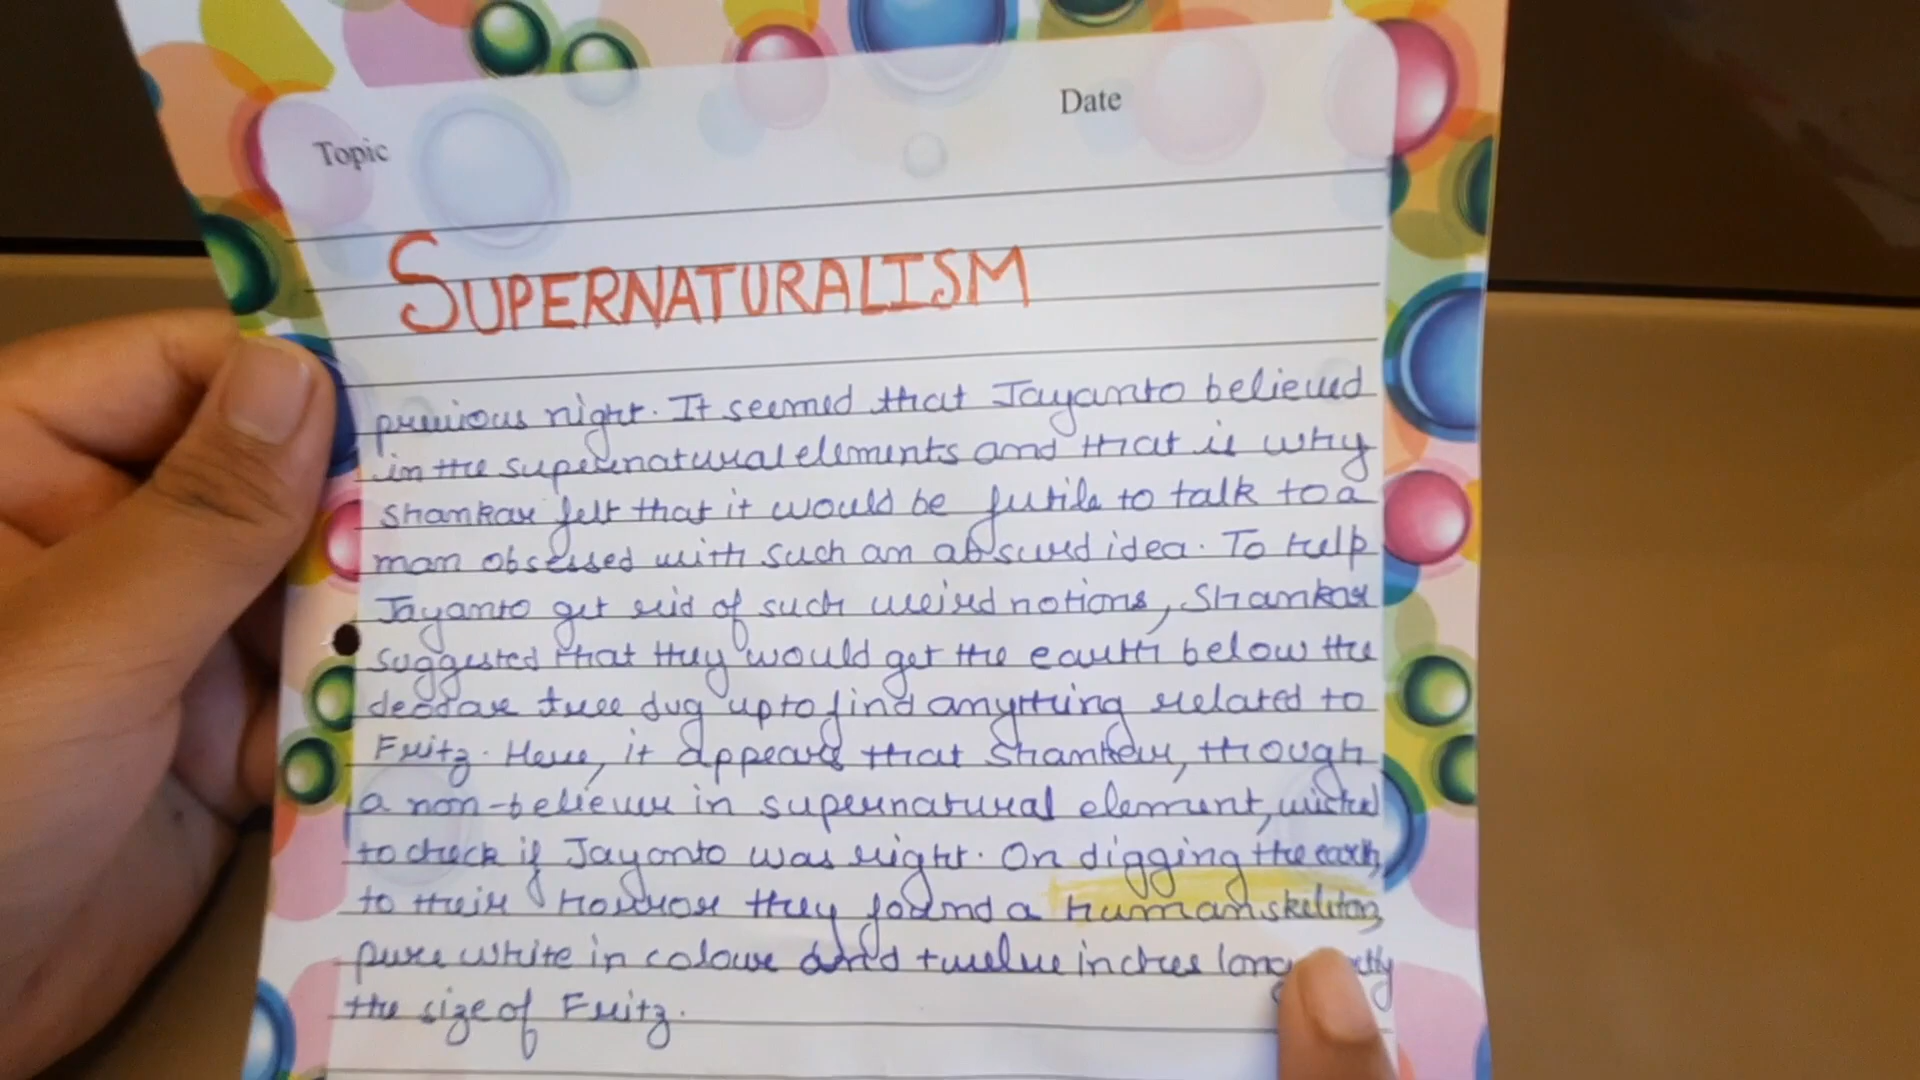 Date
Topic
SUPERNATURALISM
previous night. It seemed that Jayanto believed
in the supernatural elements and that is why
Shankar felt that it would be futile to talk to a
man obsessed with such an absurd idea. To help
Jayanto get rid of such weird notions, Shankar
suggested that they would get the earth below the
deodar tree dug up to find anything related to
Fritz. Here, it appears that Shankar, though
a non-believer in supernatural element, wished
to check if Jayanto was right. On digging the earth,
to their horror they found a human skeliton,
pure white in colour and twelve inches long
the size of Fritz.